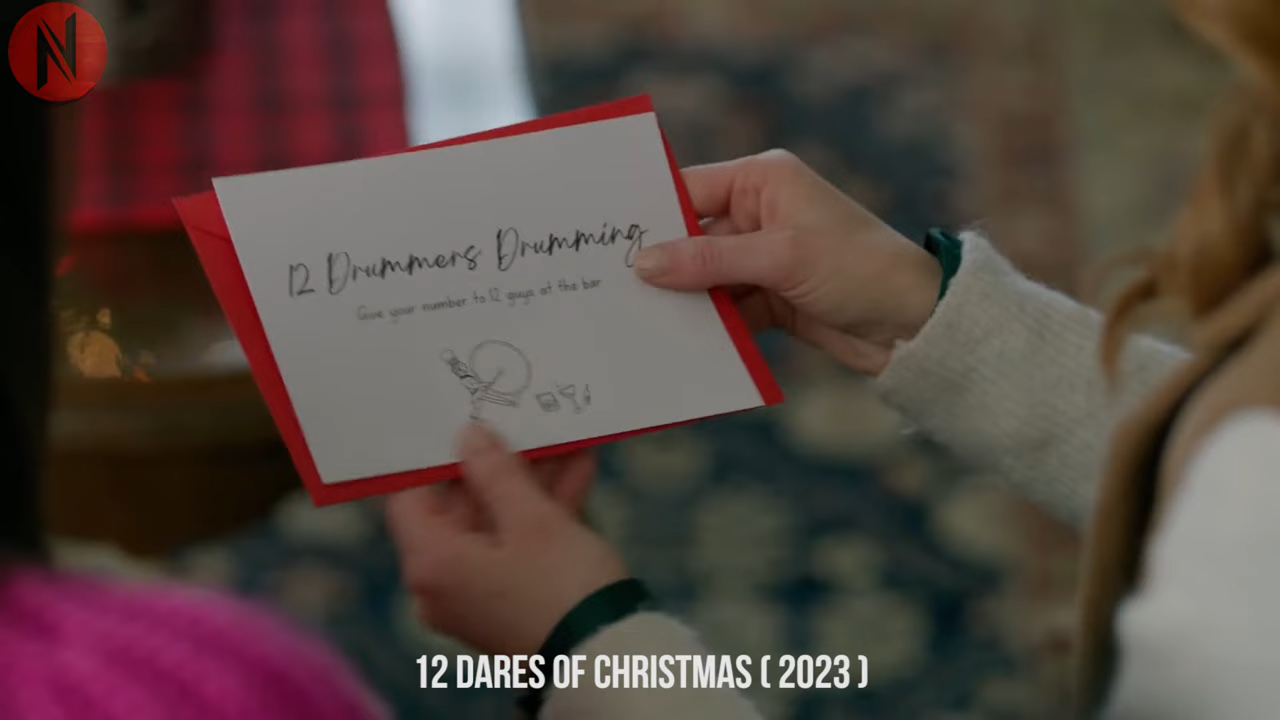 N
12 Drummers Drumming
Give your number to 12 guys at the bar
12 DARES OF CHRISTMAS ( 2023 )